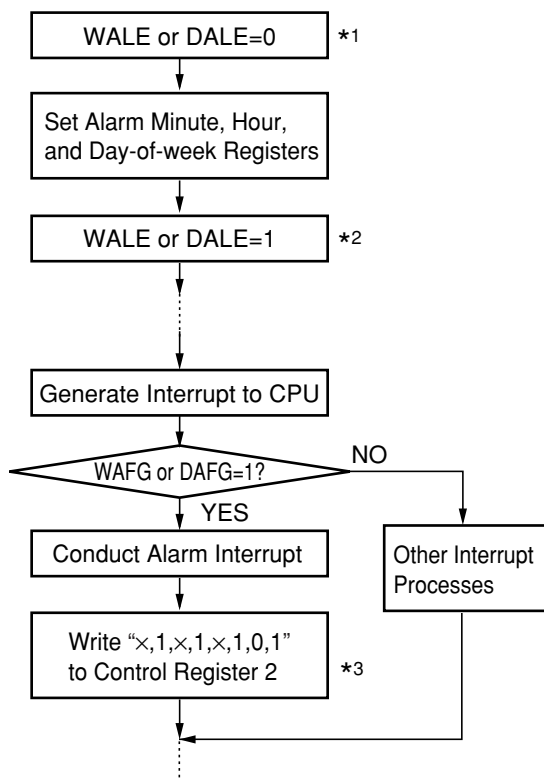 WALE or DALE=0 *1
Set Alarm Minute, Hour,
and Day-of-week Registers
WALE or DALE=1 *2
Generate Interrupt to CPU
WAFG or DAFG=1?
NO
YES
Conduct Alarm Interrupt
Other Interrupt
Processes
Write “×,1,×,1,×,1,0,1”
to Control Register 2 *3